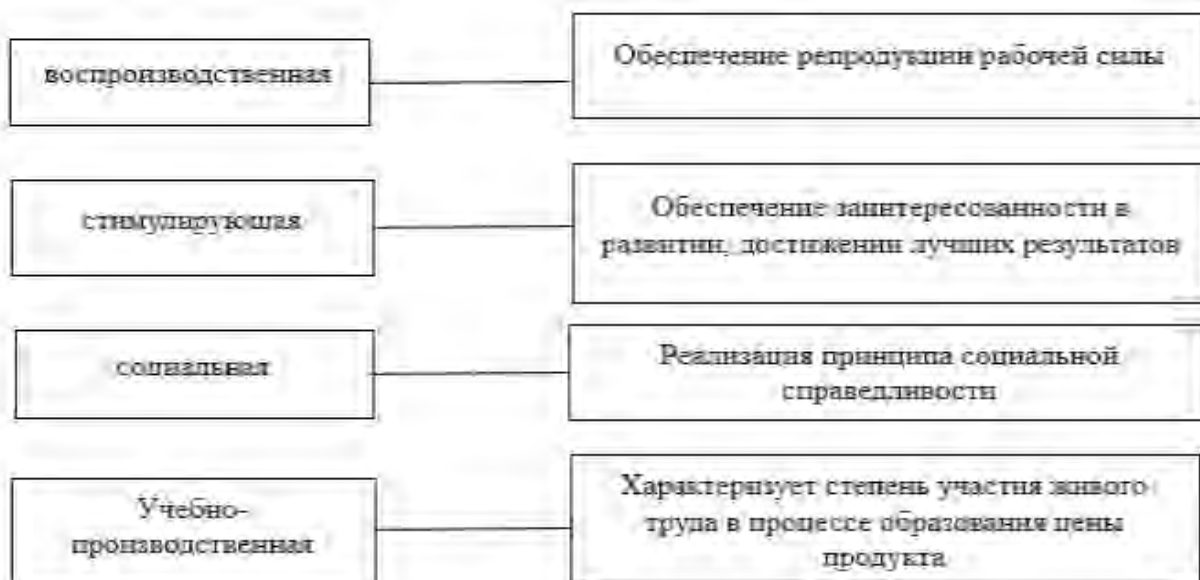 воспроизводственная
Обеспечение репродукции рабочей силы
стимулирующая
Обеспечение заинтересованности в
развитии, достижении лучших результатов
социальная
Реализация принципа социальной
справедливости
Учебно-
производственная
Характеризует степень участия живого
труда в процессе образования цены
продукта